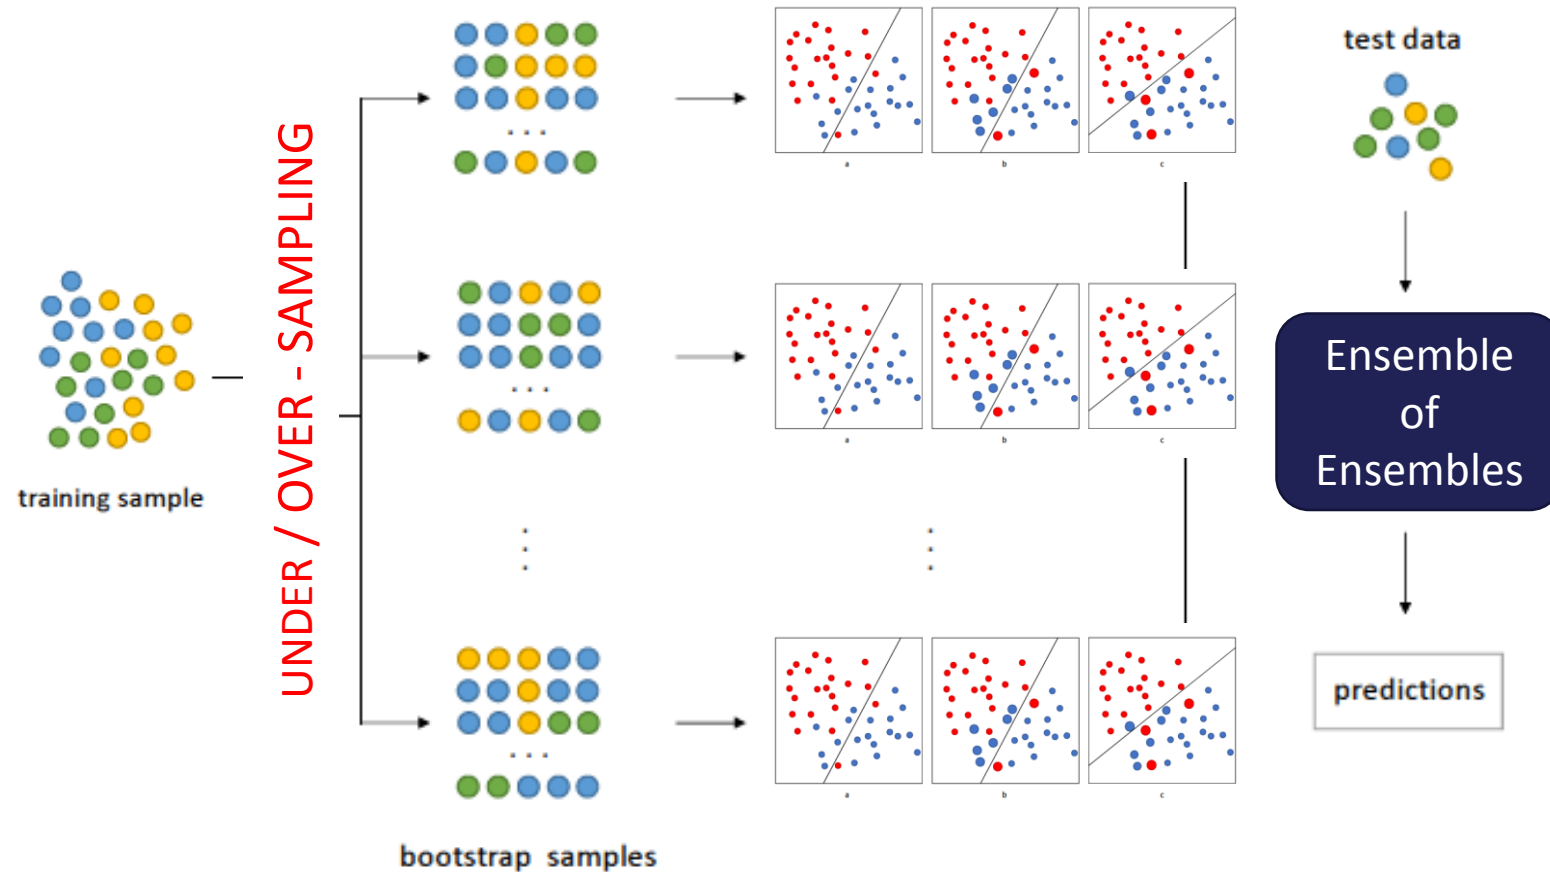 training sample
UNDER / OVER - SAMPLING
. . .
. . .
. . .
bootstrap samples
a
b
c
a
b
c
a
b
c
test data
Ensemble
of
Ensembles
predictions